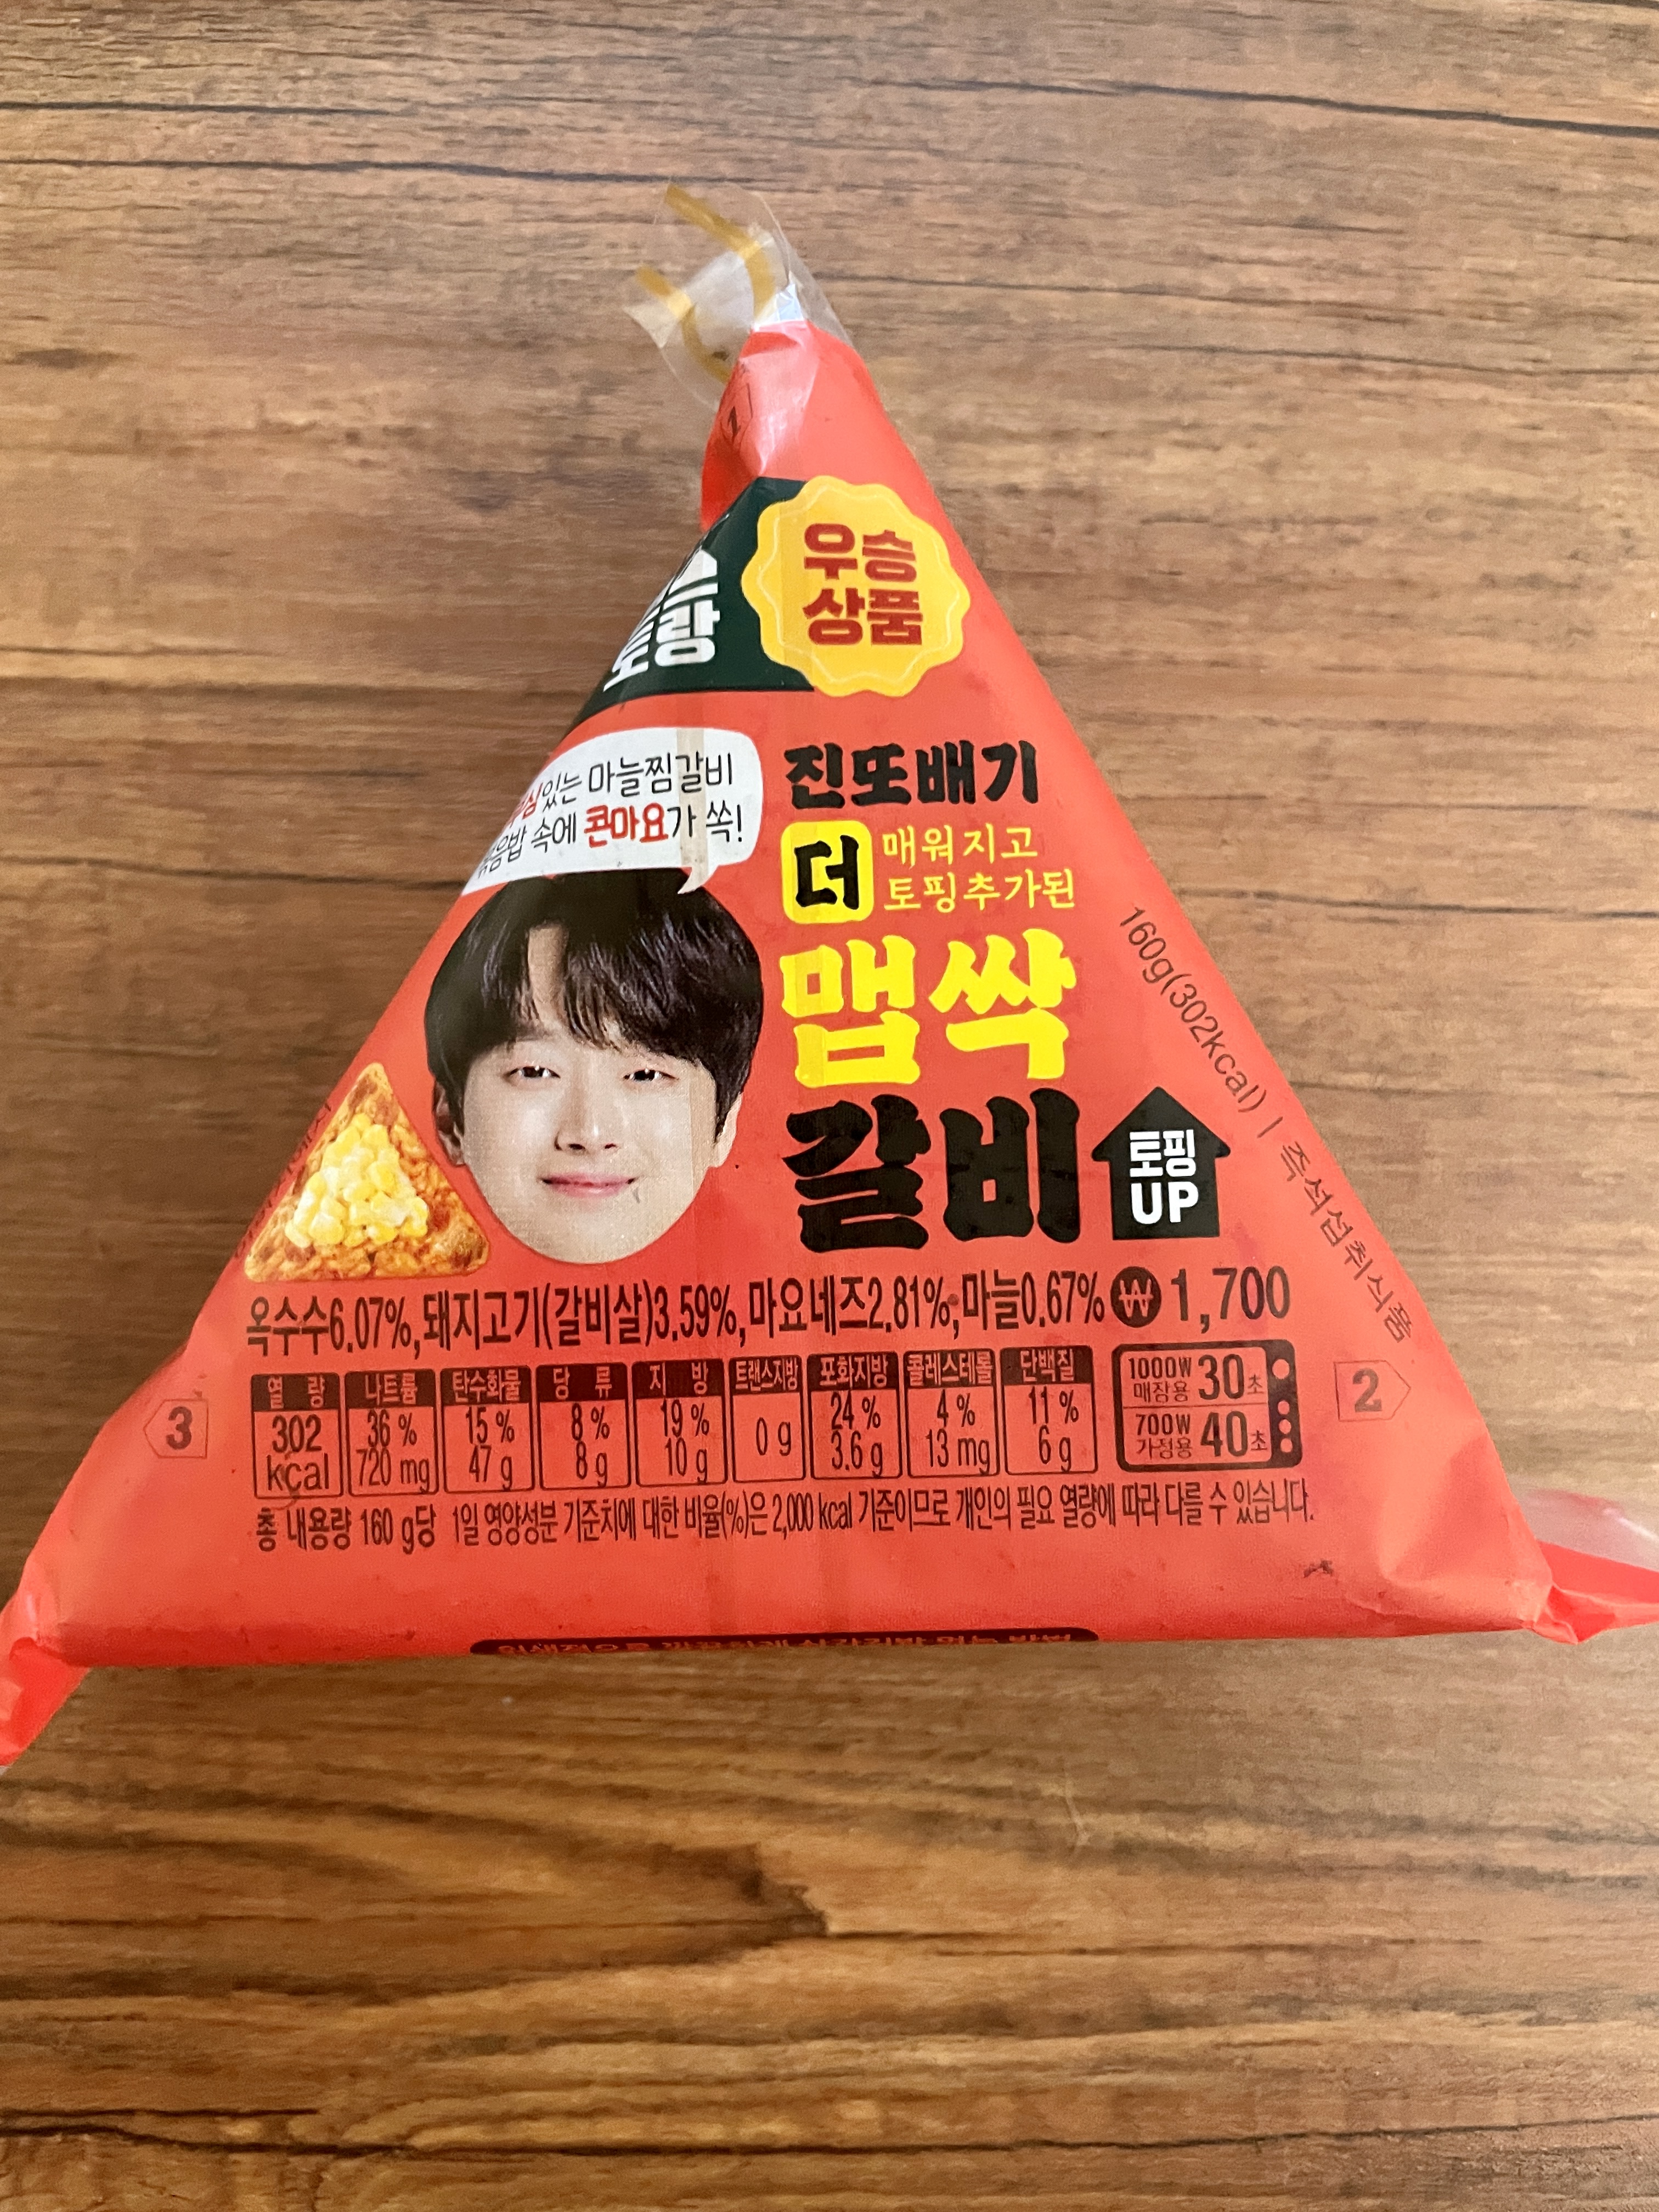 1
우승
상품
토랑
있는 마늘찜갈비
속에 콘마요가 쏙!
진또배기
더 매워지고
토핑추가된
맵싹
갈비
토핑
UP
160g(302kcal) | 즉석섭취식품
옥수수6.07%,돼지고기(갈비살)3.59%,마요네즈2.81%,마늘0.67% ₩1,700
열 량 나트륨 탄수화물 당 류 지 방 트랜스지방 포화지방 콜레스테롤 단백질
302 36 % 15 % 8 % 19 % 0 g 24 % 4 % 11 %
kcal 720 mg 47 g 8 g 10 g 3.6 g 13 mg 6 g
1000W
매장용 30초
700W
가정용 40초
3
2
총 내용량 160 g당 1일 영양성분 기준치에 대한 비율(%)은 2,000 kcal 기준이므로 개인의 필요 열량에 따라 다를 수 있습니다.